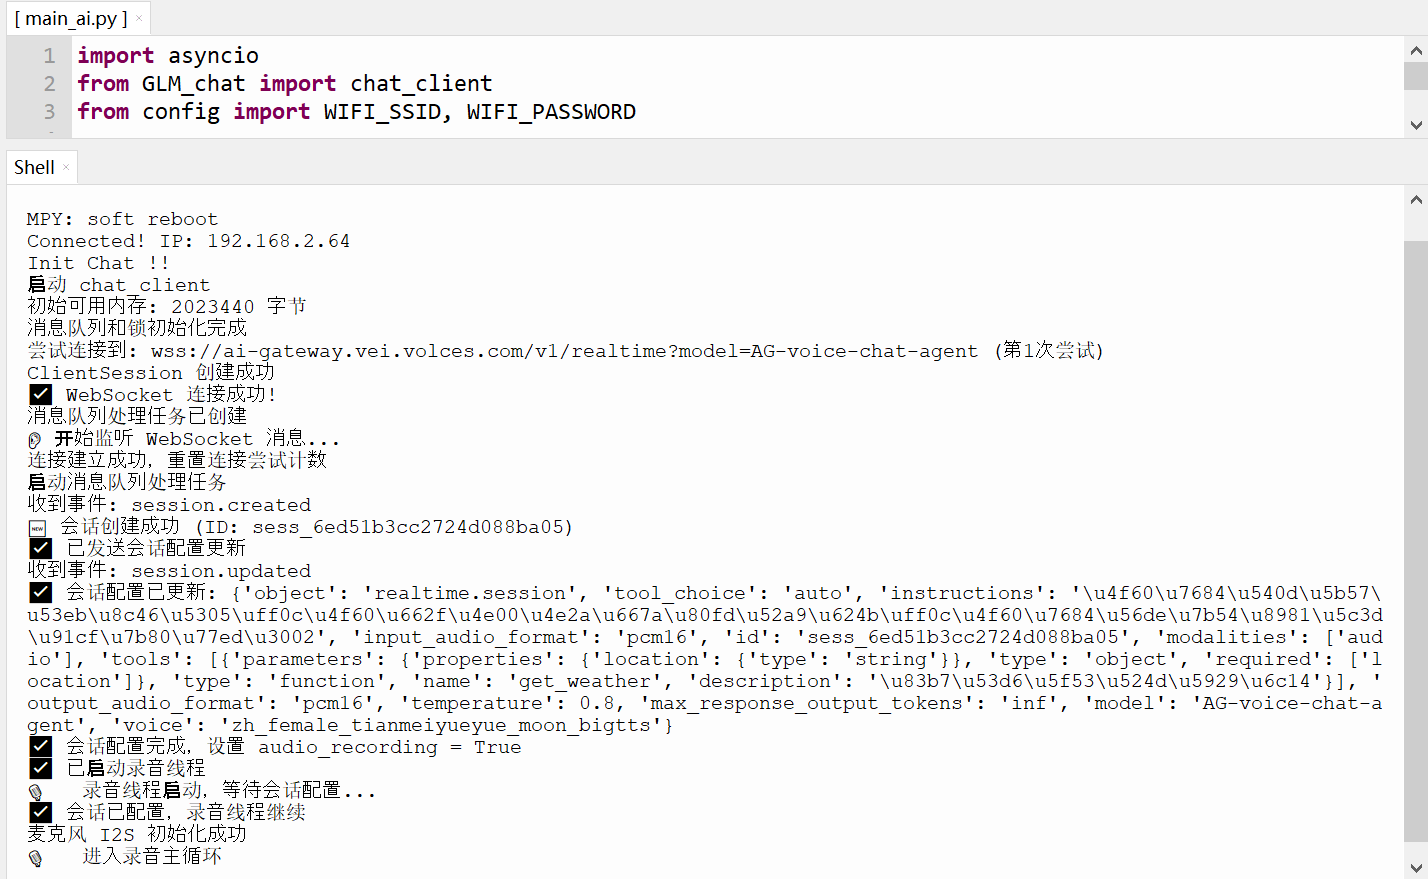 [ main_ai.py ] ×
1 import asyncio
2 from GLM_chat import chat_client
3 from config import WIFI_SSID, WIFI_PASSWORD
Shell ×
MPY: soft reboot
Connected! IP: 192.168.2.64
Init Chat !!
启动 chat_client
初始可用内存: 2023440 字节
消息队列和锁初始化完成
尝试连接到: wss://ai-gateway.vei.volces.com/v1/realtime?model=AG-voice-chat-agent (第1次尝试)
ClientSession 创建成功
✅ WebSocket 连接成功!
消息队列处理任务已创建
👂 开始监听 WebSocket 消息...
连接建立成功, 重置连接尝试计数
启动消息队列处理任务
收到事件: session.created
🆕 会话创建成功 (ID: sess_6ed51b3cc2724d088ba05)
✅ 已发送会话配置更新
收到事件: session.updated
✅ 会话配置已更新: {'object': 'realtime.session', 'tool_choice': 'auto', 'instructions': '\u4f60\u7684\u540d\u5b57\
u53eb\u8c46\u5305\uff0c\u4f60\u662f\u4e00\u4e2a\u667a\u80fd\u52a9\u624b\uff0c\u4f60\u7684\u56de\u7b54\u8981\u5c3d
\u91cf\u7b80\u77ed\u3002', 'input_audio_format': 'pcm16', 'id': 'sess_6ed51b3cc2724d088ba05', 'modalities': ['aud
io'], 'tools': [{'parameters': {'properties': {'location': {'type': 'string'}}, 'type': 'object', 'required': ['l
ocation']}, 'type': 'function', 'name': 'get_weather', 'description': '\u83b7\u53d6\u5f53\u524d\u5929\u6c14'}], '
output_audio_format': 'pcm16', 'temperature': 0.8, 'max_response_output_tokens': 'inf', 'model': 'AG-voice-chat-a
gent', 'voice': 'zh_female_tianmeiyueyue_moon_bigtts'}
✅ 会话配置完成, 设置 audio_recording = True
✅ 已启动录音线程
🎙 录音线程启动, 等待会话配置...
✅ 会话已配置, 录音线程继续
麦克风 I2S 初始化成功
🎙 进入录音主循环